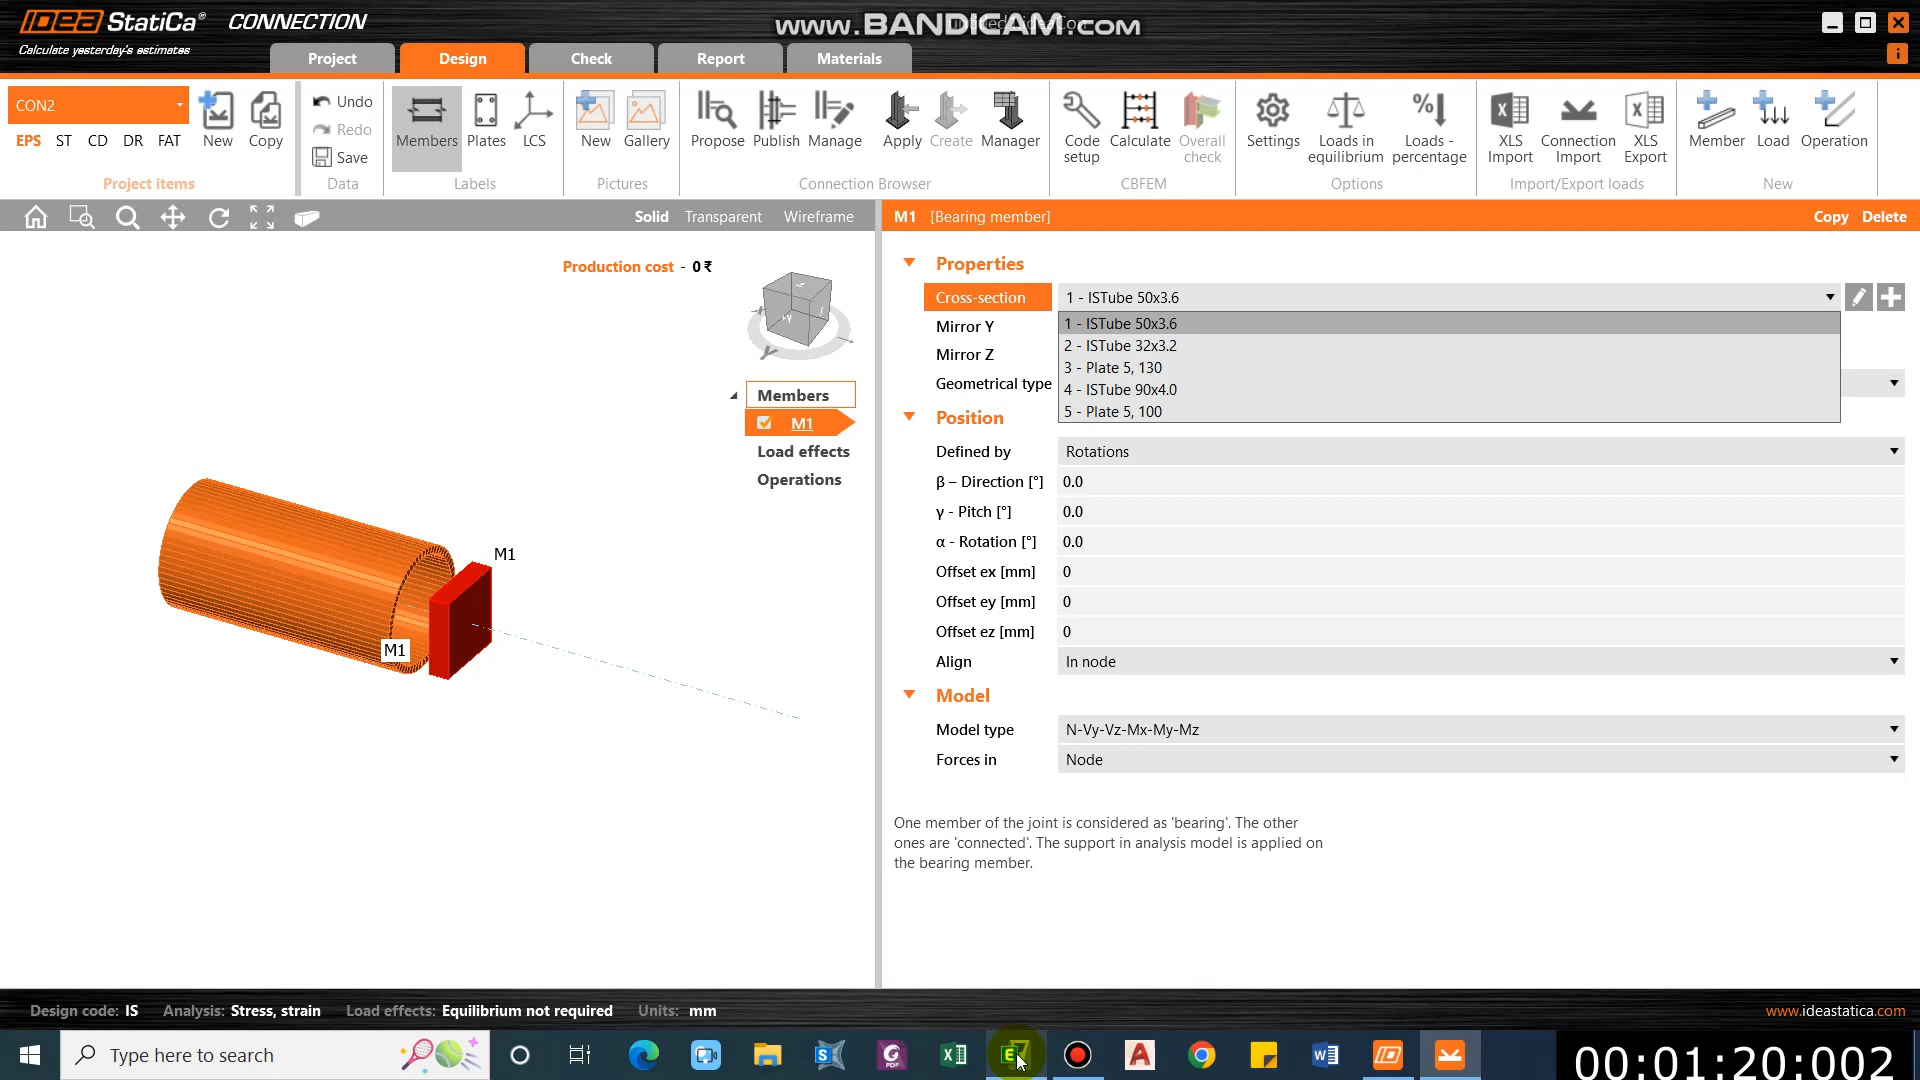 IDEA StatiCa® CONNECTION
Calculate yesterday's estimates
www.BANDICAM.com
Project
Design
Check
Report
Materials
CON2
EPS ST CD DR FAT
New
Copy
Project items
Undo
Redo
Save
Data
Members
Plates
LCS
Labels
New
Gallery
Pictures
Propose
Publish
Manage
Apply
Create
Manager
Connection Browser
Code setup
Calculate
Overall check
CBFEM
Settings
Loads in equilibrium
Loads - percentage
Options
XLS Import
Connection Import
XLS Export
Import/Export loads
Member
Load
Operation
New
Solid Transparent Wireframe
Production cost - 0 ₹
+Y
Members
M1
Load effects
Operations
M1
M1
M1 [Bearing member]
Copy Delete
Properties
Cross-section 1 - ISTube 50x3.6
Mirror Y
Mirror Z
Geometrical type
1 - ISTube 50x3.6
2 - ISTube 32x3.2
3 - Plate 5, 130
4 - ISTube 90x4.0
5 - Plate 5, 100
Position
Defined by Rotations
β – Direction [°] 0.0
γ - Pitch [°] 0.0
α - Rotation [°] 0.0
Offset ex [mm] 0
Offset ey [mm] 0
Offset ez [mm] 0
Align In node
Model
Model type N-Vy-Vz-Mx-My-Mz
Forces in Node
One member of the joint is considered as 'bearing'. The other
ones are 'connected'. The support in analysis model is applied on
the bearing member.
Design code: IS Analysis: Stress, strain Load effects: Equilibrium not required Units: mm
www.ideastatica.com
Type here to search
00:01:20:002